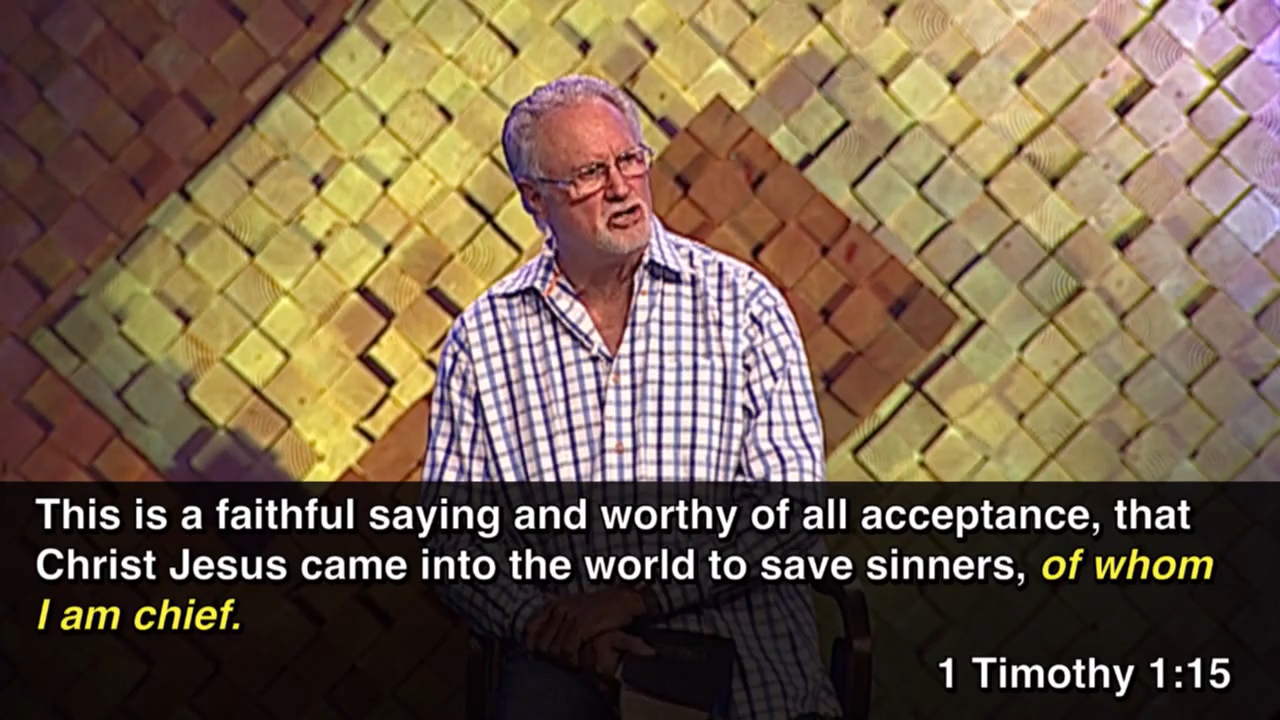 This is a faithful saying and worthy of all acceptance, that
Christ Jesus came into the world to save sinners, of whom
I am chief.
1 Timothy 1:15